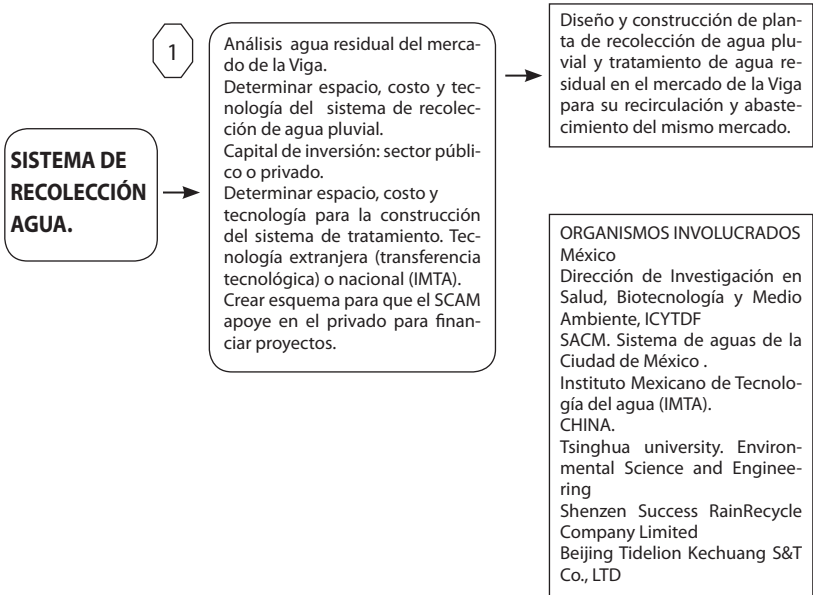 SISTEMA DE
RECOLECCIÓN
AGUA.
1
Análisis agua residual del merca-
do de la Viga.
Determinar espacio, costo y tec-
nología del sistema de recolec-
ción de agua pluvial.
Capital de inversión: sector públi-
co o privado.
Determinar espacio, costo y
tecnología para la construcción
del sistema de tratamiento. Tec-
nología extranjera (transferencia
tecnológica) o nacional (IMTA).
Crear esquema para que el SCAM
apoye en el privado para finan-
ciar proyectos.
Diseño y construcción de plan-
ta de recolección de agua plu-
vial y tratamiento de agua re-
sidual en el mercado de la Viga
para su recirculación y abaste-
cimiento del mismo mercado.
ORGANISMOS INVOLUCRADOS
México
Dirección de Investigación en
Salud, Biotecnología y Medio
Ambiente, ICYTDF
SACM. Sistema de aguas de la
Ciudad de México .
Instituto Mexicano de Tecnolo-
gía del agua (IMTA).
CHINA.
Tsinghua university. Environ-
mental Science and Enginee-
ring
Shenzen Success RainRecycle
Company Limited
Beijing Tidelion Kechuang S&T
Co., LTD